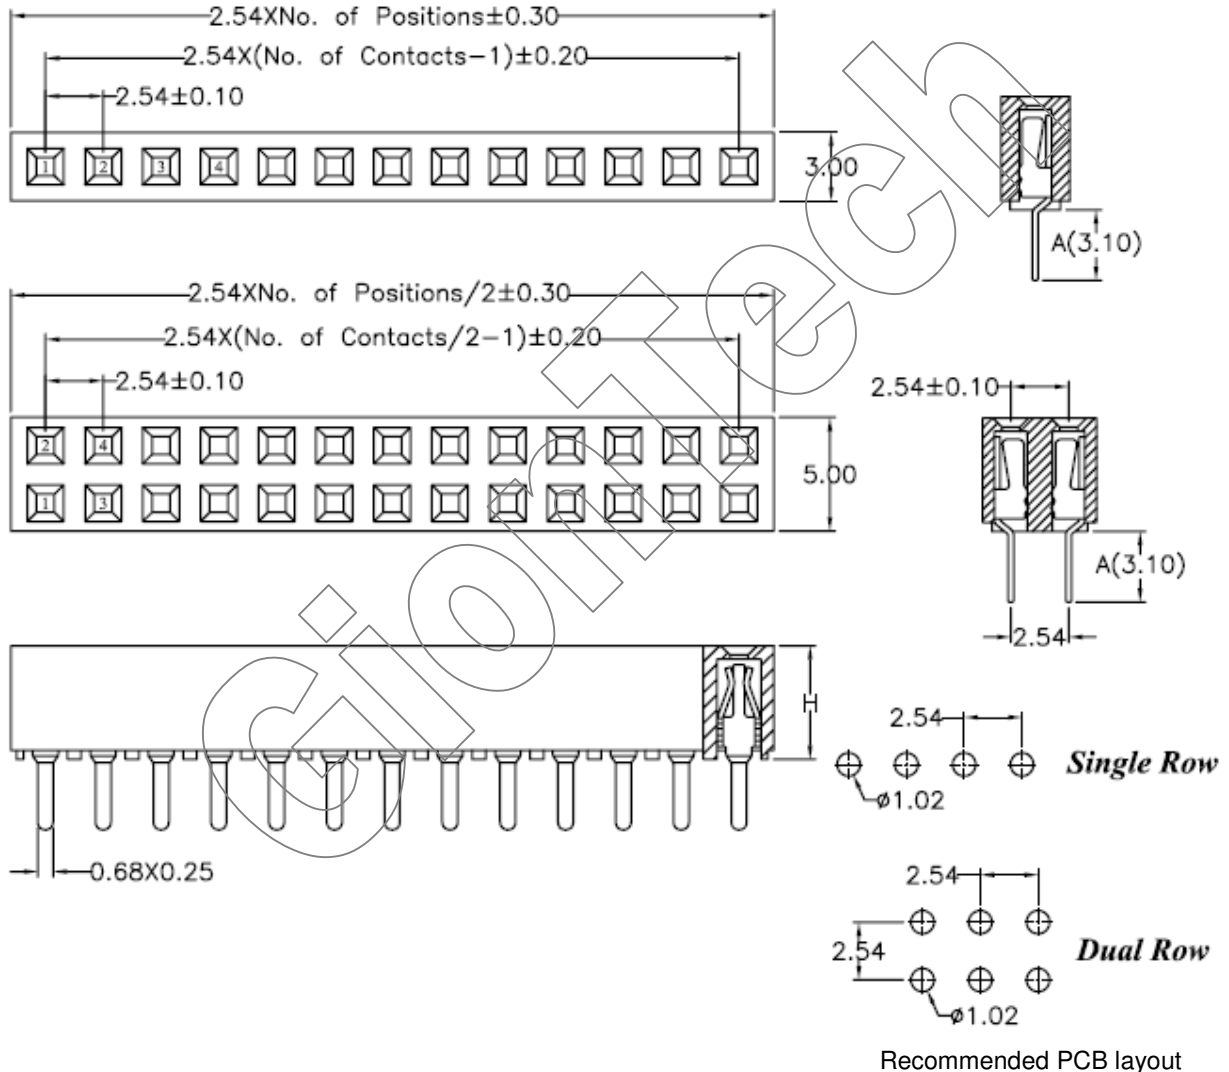 2.54XNo. of Positions±0.30
2.54X(No. of Contacts-1)±0.20
2.54±0.10
1 2 3 4
3.00
A(3.10)
2.54XNo. of Positions/2±0.30
2.54X(No. of Contacts/2-1)±0.20
2.54±0.10
2 4
1 3
5.00
2.54±0.10
A(3.10)
2.54
H
0.68X0.25
2.54
Single Row
ø1.02
2.54
2.54
Dual Row
ø1.02
Recommended PCB layout
CionTech